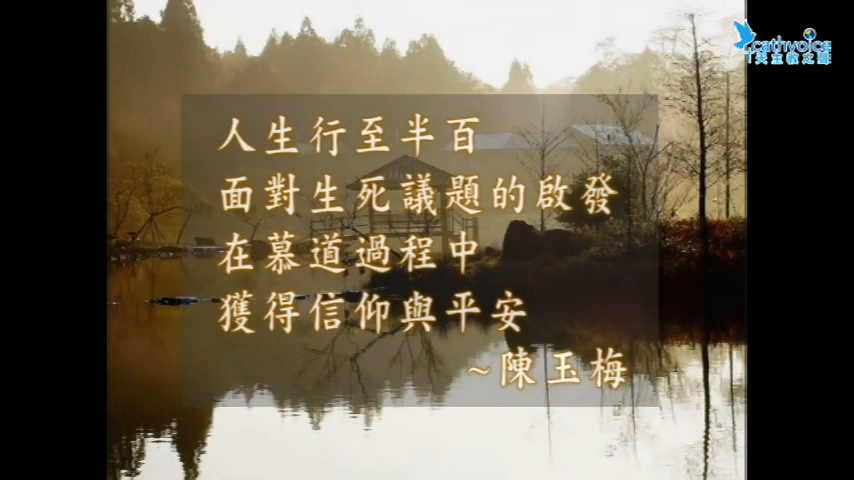 cathvoice
天主教之聲
人生行至半百
面對生死議題的啟發
在慕道過程中
獲得信仰與平安
~陳玉梅